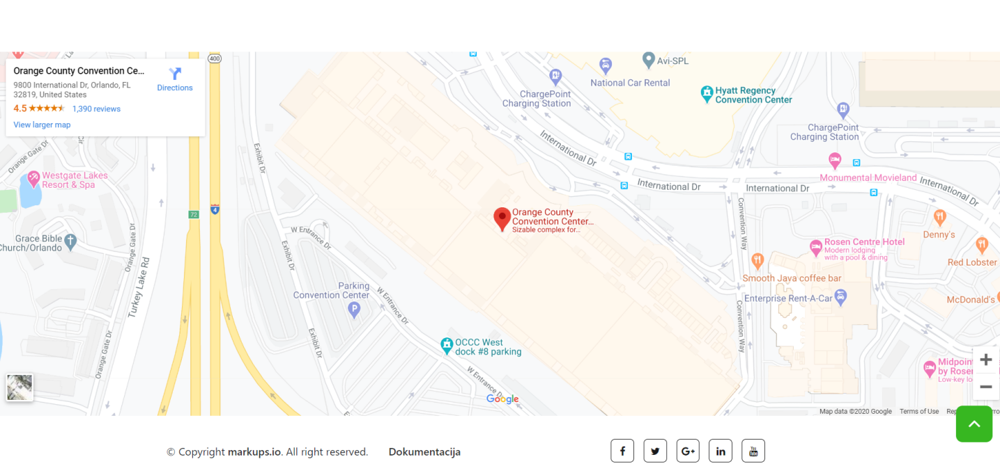 400
Orange County Convention Ce...
9800 International Dr, Orlando, FL
32819, United States
Directions
4.5
1,390 reviews
View larger map
Avi-SPL
National Car Rental
ChargePoint
Charging Station
Hyatt Regency
Convention Center
ChargePoint
Charging Station
International Dr
Exhibit Dr
Orange Gate Dr
Cir
Westgate Lakes
Resort & Spa
Monumental Movieland
International Dr
International Dr
International Dr
72
4
Orange County
Convention Center...
Sizable complex for...
Convention Way
Denny's
Grace Bible
Church/Orlando
Orange Gate Dr
W Entrance Dr
Exhibit Dr
Turkey Lake Rd
Rosen Centre Hotel
Modern lodging
with a pool & dining
Red Lobster
Smooth Java coffee bar
Parking
Convention Center
P
W Entrance Dr
Enterprise Rent-A-Car
McDonald's
Convention Way
Orange Gate Dr
Exhibit Dr
OCCC West
dock #8 parking
W Entrance Dr
Midpoin
by Rose
Low-key lo
+
−
Google
Map data ©2020 Google
Terms of Use
© Copyright markups.io. All right reserved.
Dokumentacija
f
G+
in
You
Tube